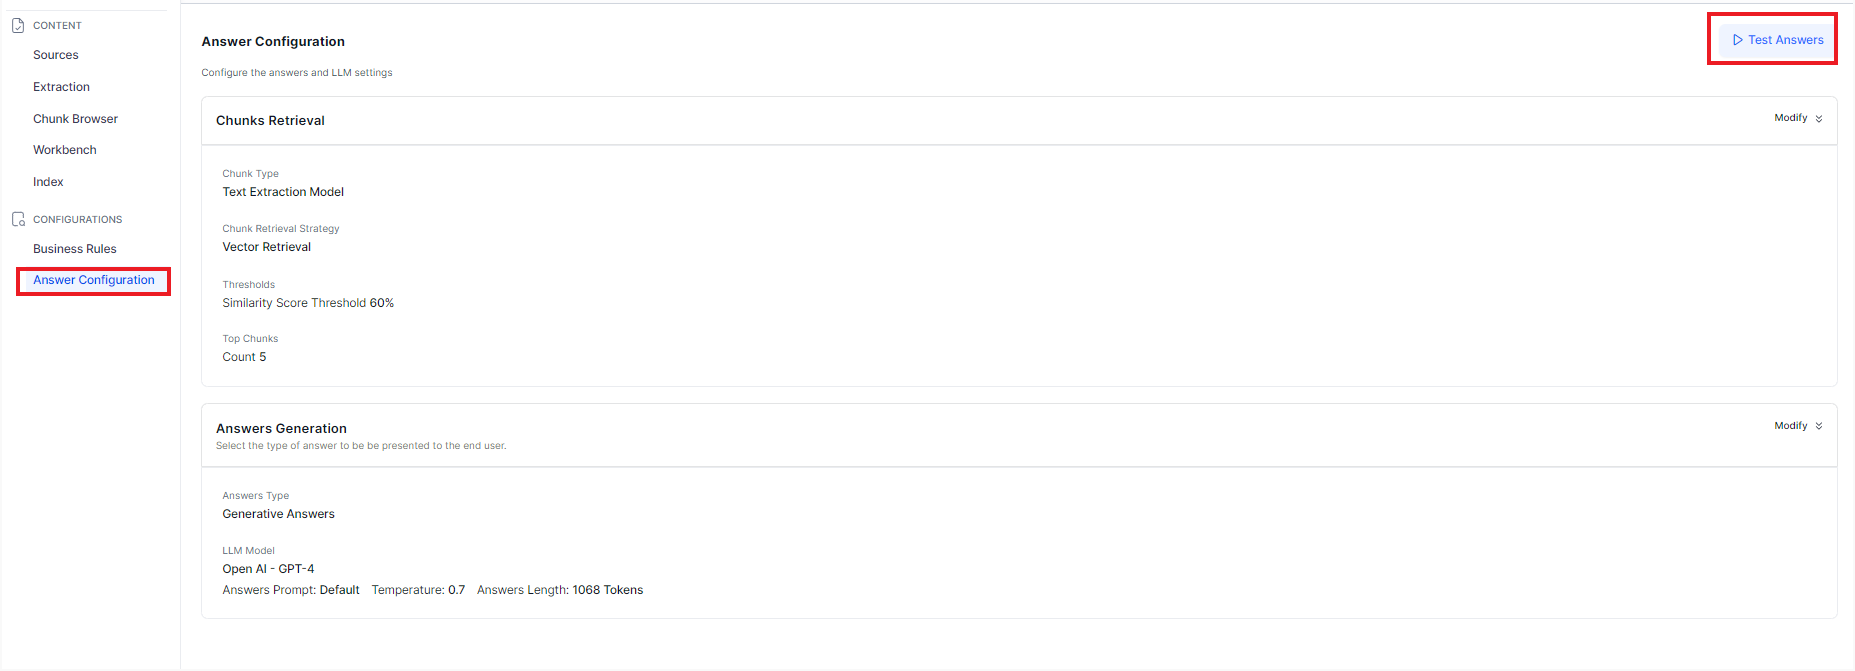 CONTENT
Sources
Extraction
Chunk Browser
Workbench
Index
CONFIGURATIONS
Business Rules
Answer Configuration
Answer Configuration
Test Answers
Configure the answers and LLM settings
Chunks Retrieval
Modify
Chunk Type
Text Extraction Model
Chunk Retrieval Strategy
Vector Retrieval
Thresholds
Similarity Score Threshold 60%
Top Chunks
Count 5
Answers Generation
Modify
Select the type of answer to be be presented to the end user.
Answers Type
Generative Answers
LLM Model
Open AI - GPT-4
Answers Prompt: Default Temperature: 0.7 Answers Length: 1068 Tokens